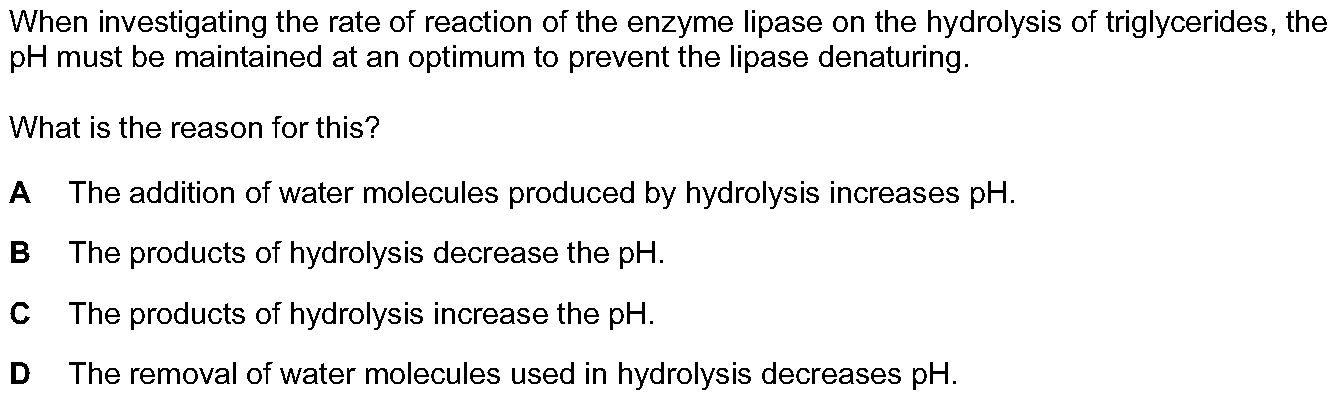 When investigating the rate of reaction of the enzyme lipase on the hydrolysis of triglycerides, the
pH must be maintained at an optimum to prevent the lipase denaturing.
What is the reason for this?
A The addition of water molecules produced by hydrolysis increases pH.
B The products of hydrolysis decrease the pH.
C The products of hydrolysis increase the pH.
D The removal of water molecules used in hydrolysis decreases pH.